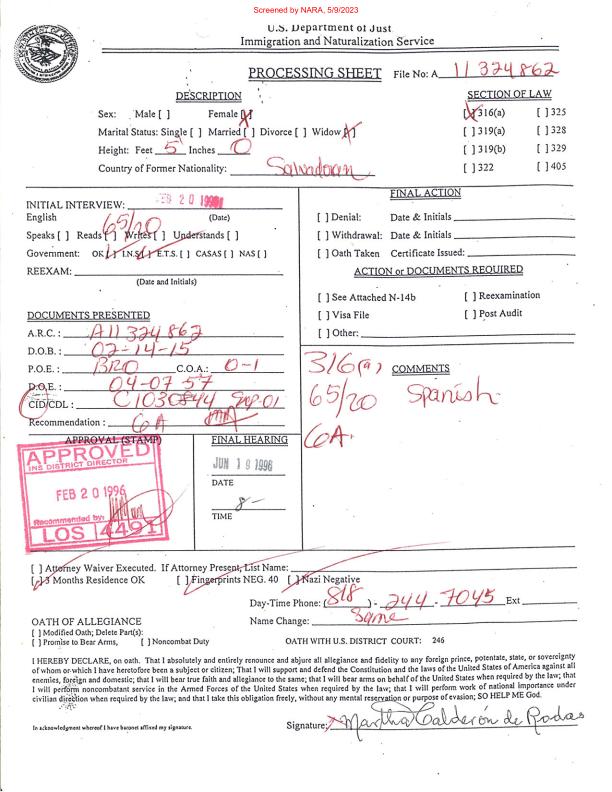 Screened by NARA, 5/9/2023
U.S. Department of Just
Immigration and Naturalization Service
PROCESSING SHEET File No: A 11 324 862
DESCRIPTION SECTION OF LAW
Sex: Male [ ] Female [X] [X] 316(a) [ ] 325
Marital Status: Single [ ] Married [ ] Divorce [ ] Widow [X] [ ] 319(a) [ ] 328
Height: Feet 5 Inches 0 [ ] 319(b) [ ] 329
Country of Former Nationality: Salvadoran [ ] 322 [ ] 405
INITIAL INTERVIEW: FEB 20 1996
English 65/20 (Date)
Speaks [ ] Reads [ ] Writes [ ] Understands [ ]
Government: OK [ ] I.N.S. [ ] E.T.S. [ ] CASAS [ ] NAS [ ]
REEXAM:
(Date and Initials)
FINAL ACTION
[ ] Denial: Date & Initials
[ ] Withdrawal: Date & Initials
[ ] Oath Taken Certificate Issued:
ACTION or DOCUMENTS REQUIRED
[ ] See Attached N-14b [ ] Reexamination
[ ] Visa File [ ] Post Audit
[ ] Other:
DOCUMENTS PRESENTED
A.R.C.: A11 324 862
D.O.B.: 02-14-15
P.O.E.: BRO C.O.A.: O-1
D.O.E.: 04-07 57
CID/CDL: C1030844 Exp-01
Recommendation: 6A
316(a) COMMENTS
65/20 Spanish
6A.
APPROVAL (STAMP)
APPROVED
INS DISTRICT DIRECTOR
FEB 20 1996
Recommended by:
LOS 4491
FINAL HEARING
JUN 19 1996
DATE
8-
TIME
[ ] Attorney Waiver Executed. If Attorney Present, List Name:
[ ] 3 Months Residence OK [ ] Fingerprints NEG. 40 [ ] Nazi Negative
Day-Time Phone: (818) - 244 - 7045 Ext
Name Change: Same
OATH OF ALLEGIANCE
[ ] Modified Oath; Delete Part(s):
[ ] Promise to Bear Arms, [ ] Noncombat Duty OATH WITH U.S. DISTRICT COURT: 246
I HEREBY DECLARE, on oath. That I absolutely and entirely renounce and abjure all allegiance and fidelity to any foreign prince, potentate, state, or sovereignty
of whom or which I have heretofore been a subject or citizen; That I will support and defend the Constitution and the laws of the United States of America against all
enemies, foreign and domestic; that I will bear true faith and allegiance to the same; that I will bear arms on behalf of the United States when required by the law; that
I will perform noncombatant service in the Armed Forces of the United States when required by the law; that I will perform work of national importance under
civilian direction when required by the law; and that I take this obligation freely, without any mental reservation or purpose of evasion; SO HELP ME God.
In acknowledgment whereof I have hereunto affixed my signature. Signature: Martha Calderón de Rodas